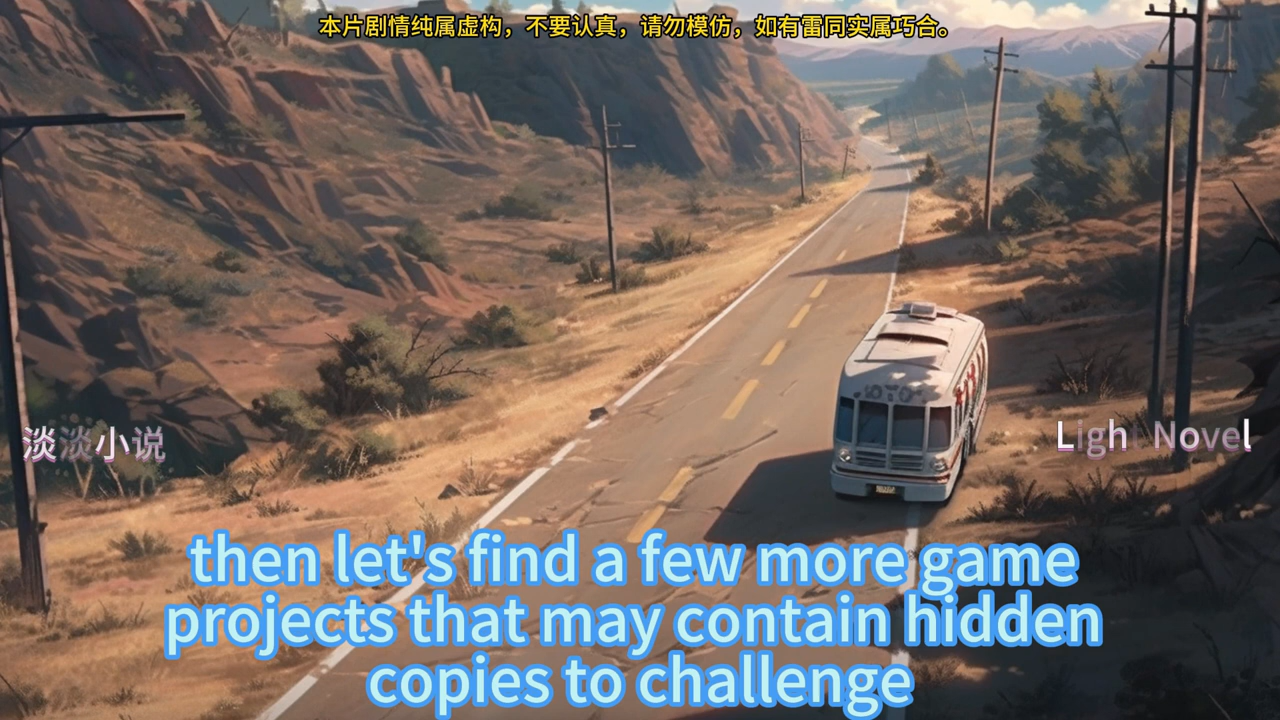 本片剧情纯属虚构，不要认真，请勿模仿，如有雷同实属巧合。
淡淡小说
Light Novel
then let's find a few more game
projects that may contain hidden
copies to challenge